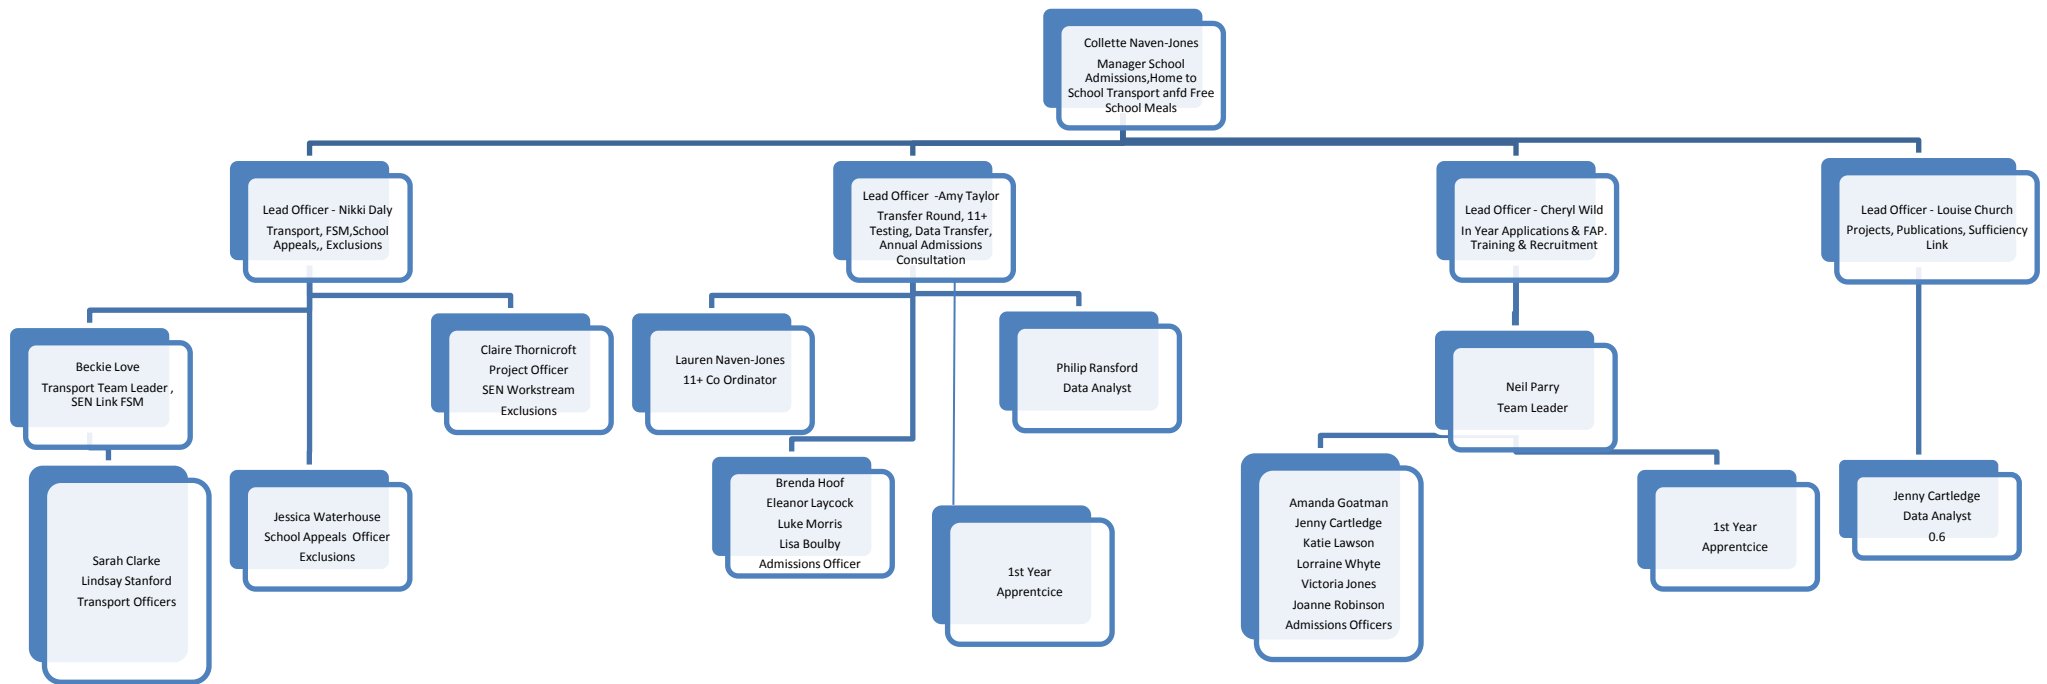 Collette Naven-Jones
Manager School
Admissions,Home to
School Transport anfd Free
School Meals
Lead Officer - Nikki Daly
Transport, FSM,School
Appeals,, Exclusions
Lead Officer -Amy Taylor
Transfer Round, 11+
Testing, Data Transfer,
Annual Admissions
Consultation
Lead Officer - Cheryl Wild
In Year Applications & FAP.
Training & Recruitment
Lead Officer - Louise Church
Projects, Publications, Sufficiency
Link
Beckie Love
Transport Team Leader ,
SEN Link FSM
Claire Thornicroft
Project Officer
SEN Workstream
Exclusions
Lauren Naven-Jones
11+ Co Ordinator
Philip Ransford
Data Analyst
Neil Parry
Team Leader
Sarah Clarke
Lindsay Stanford
Transport Officers
Jessica Waterhouse
School Appeals Officer
Exclusions
Brenda Hoof
Eleanor Laycock
Luke Morris
Lisa Boulby
Admissions Officer
1st Year
Apprentcice
Amanda Goatman
Jenny Cartledge
Katie Lawson
Lorraine Whyte
Victoria Jones
Joanne Robinson
Admissions Officers
1st Year
Apprentcice
Jenny Cartledge
Data Analyst
0.6